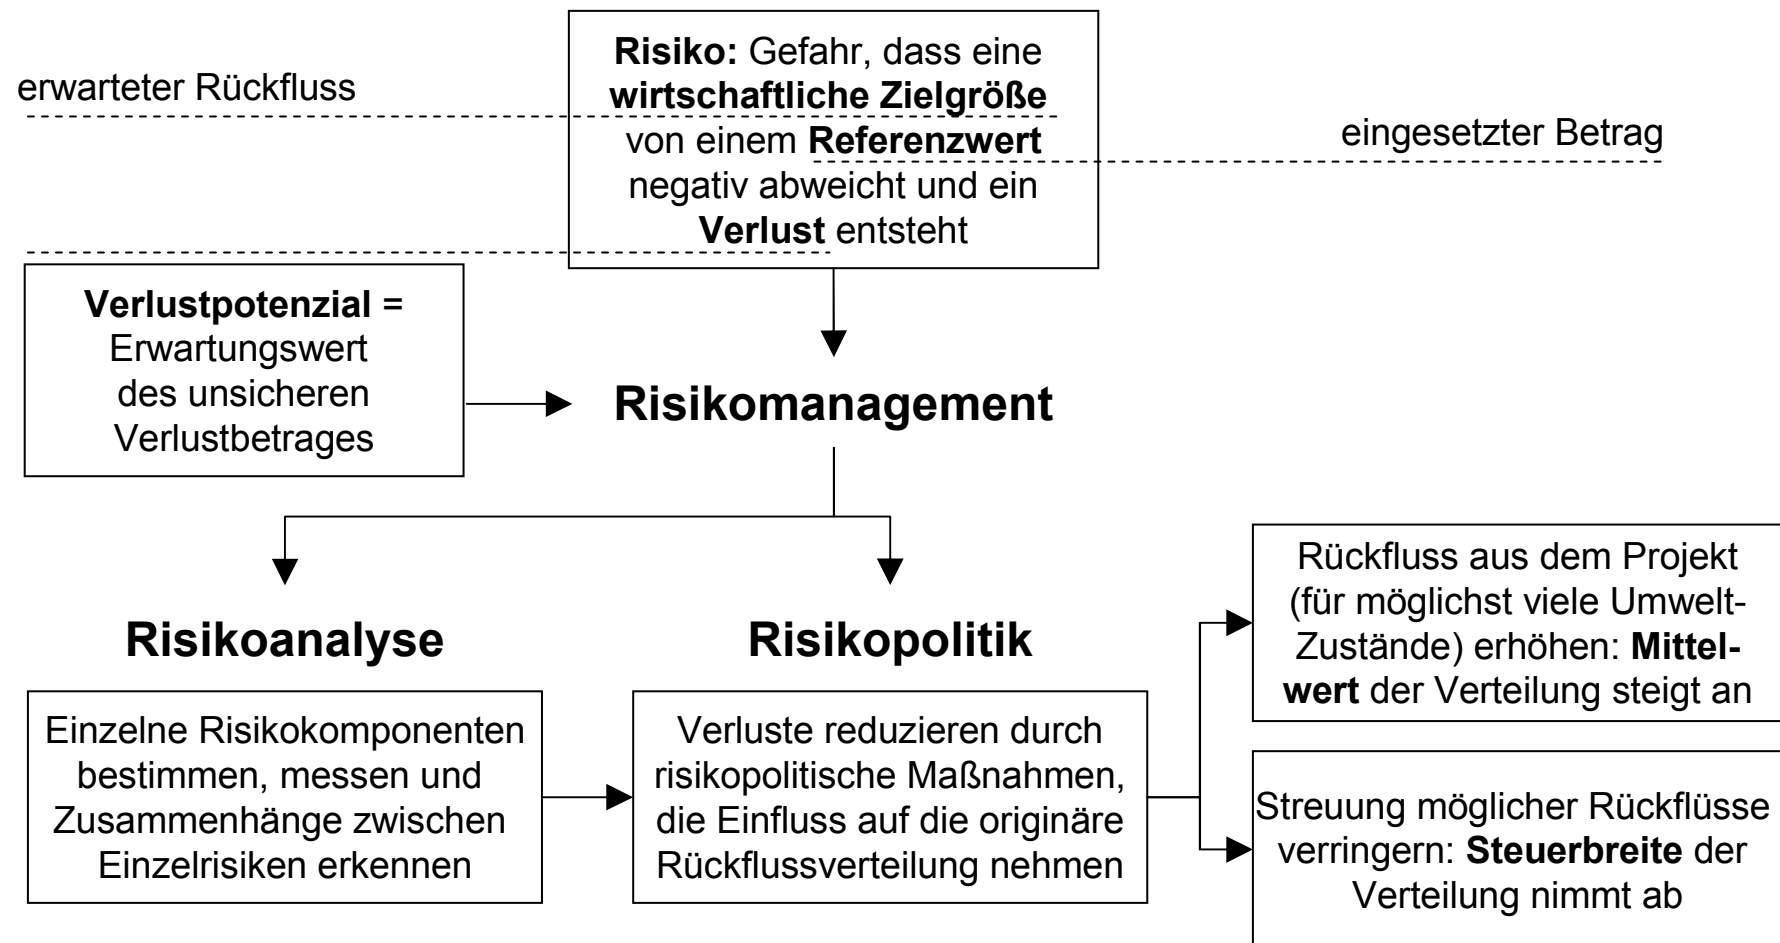 Risiko: Gefahr, dass eine
wirtschaftliche Zielgröße
von einem Referenzwert
negativ abweicht und ein
Verlust entsteht
erwarteter Rückfluss
eingesetzter Betrag
Verlustpotenzial =
Erwartungswert
des unsicheren
Verlustbetrages
Risikomanagement
Risikoanalyse
Einzelne Risikokomponenten
bestimmen, messen und
Zusammenhänge zwischen
Einzelrisiken erkennen
Risikopolitik
Verluste reduzieren durch
risikopolitische Maßnahmen,
die Einfluss auf die originäre
Rückflussverteilung nehmen
Rückfluss aus dem Projekt
(für möglichst viele Umwelt-
Zustände) erhöhen: Mittel-
wert der Verteilung steigt an
Streuung möglicher Rückflüsse
verringern: Steuerbreite der
Verteilung nimmt ab